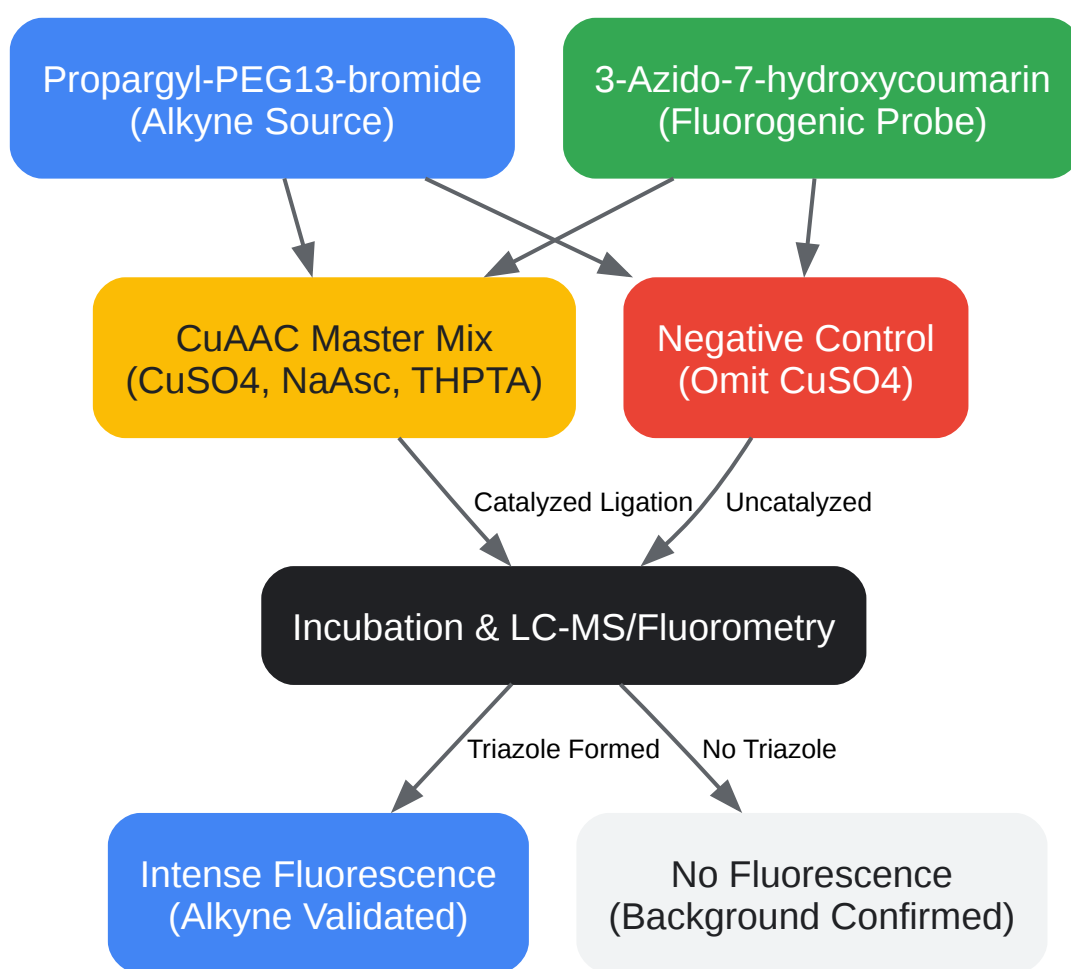 Propargyl-PEG13-bromide
(Alkyne Source)
3-Azido-7-hydroxycoumarin
(Fluorogenic Probe)
CuAAC Master Mix
(CuSO4, NaAsc, THPTA)
Negative Control
(Omit CuSO4)
Catalyzed Ligation
Uncatalyzed
Incubation & LC-MS/Fluorometry
Triazole Formed
No Triazole
Intense Fluorescence
(Alkyne Validated)
No Fluorescence
(Background Confirmed)